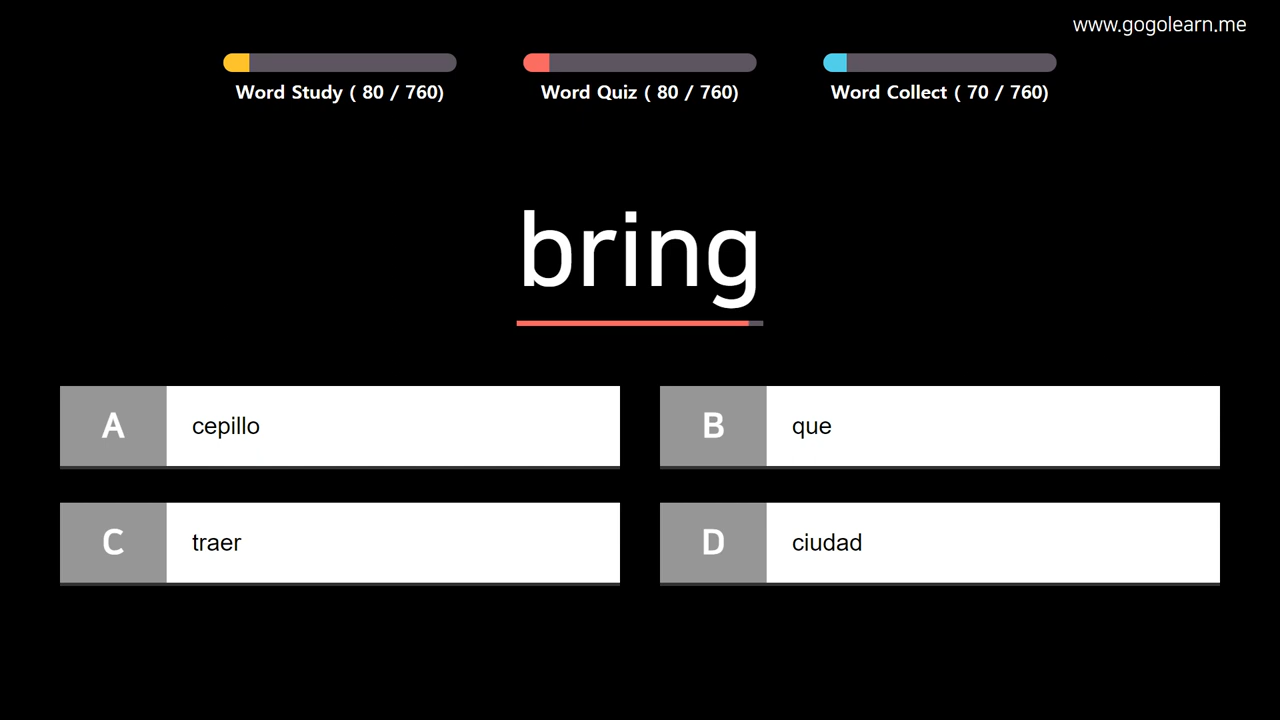 www.gogolearn.me
Word Study ( 80 / 760)
Word Quiz ( 80 / 760)
Word Collect ( 70 / 760)
bring
A cepillo
B que
C traer
D ciudad